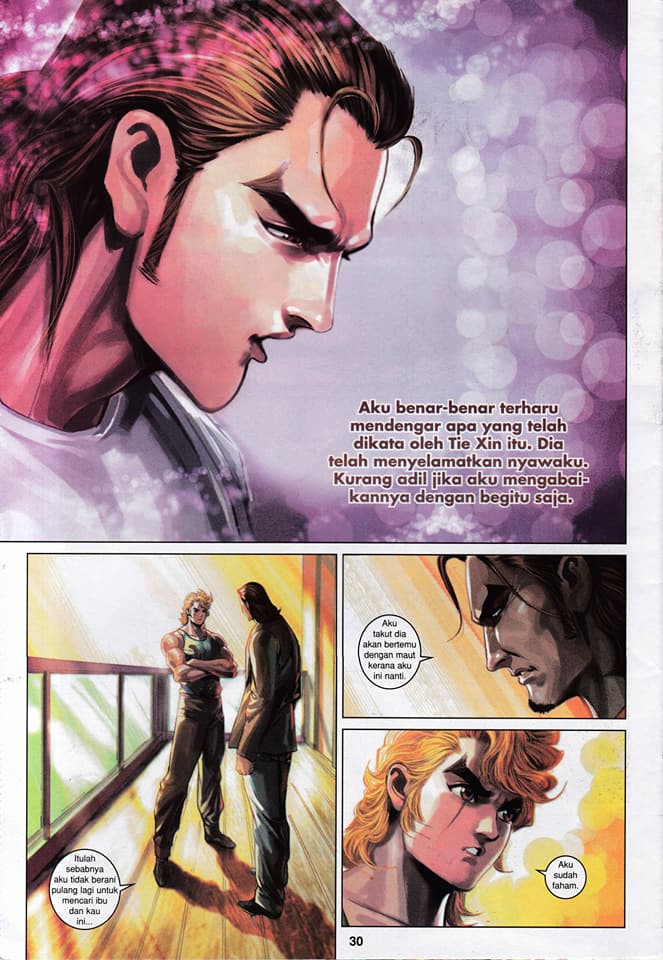 Aku benar-benar terharu
mendengar apa yang telah
dikata oleh Tie Xin itu. Dia
telah menyelamatkan nyawaku.
Kurang adil jika aku mengabai-
kannya dengan begitu saja.
Aku
takut dia
akan bertemu
dengan maut
kerana aku
ini nanti.
Itulah
sebabnya
aku tidak berani
pulang lagi untuk
mencari ibu
dan kau
ini...
Aku
sudah
faham.
30